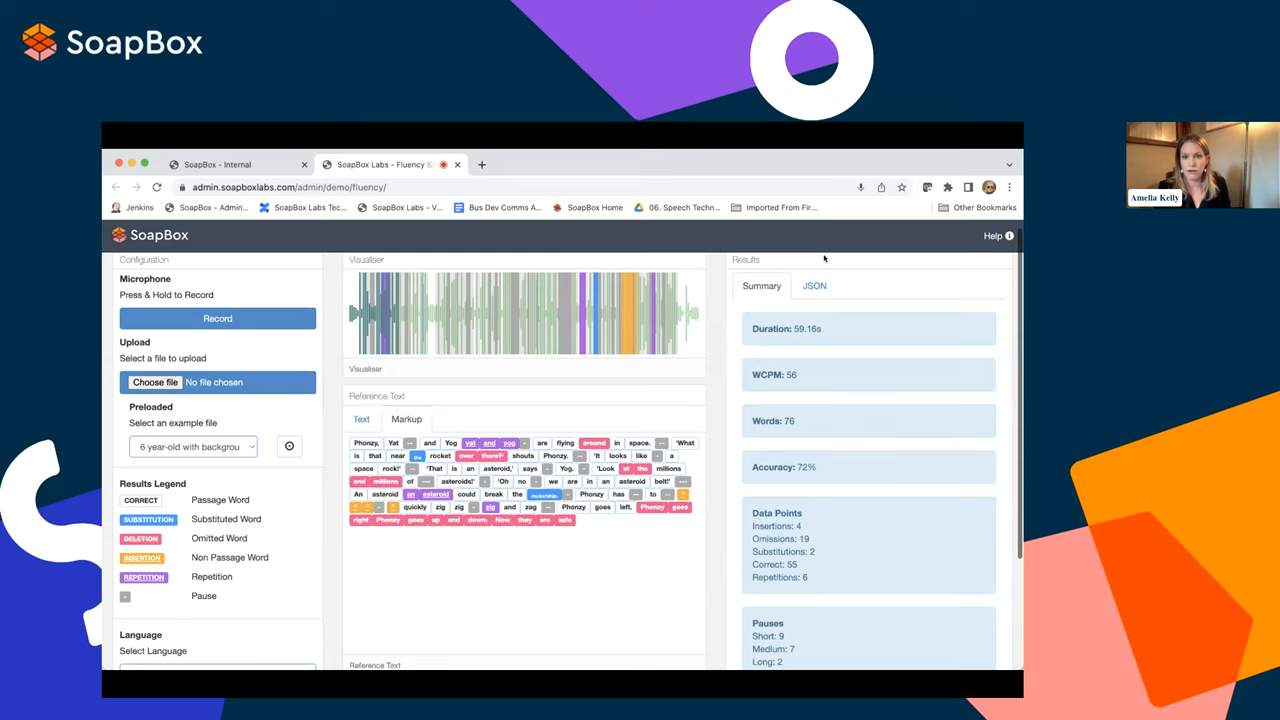 SoapBox
SoapBox - Internal
SoapBox Labs - Fluency S
admin.soapboxlabs.com/admin/demo/fluency/
Jenkins
SoapBox - Admin...
SoapBox Labs Tec...
SoapBox Labs - V...
Bus Dev Comms A...
SoapBox Home
06. Speech Techn...
Imported From Fir...
Other Bookmarks
SoapBox
Help
Configuration
Microphone
Press & Hold to Record
Record
Upload
Select a file to upload
Choose file No file chosen
Preloaded
Select an example file
6 year-old with backgrou
Results Legend
CORRECT Passage Word
SUBSTITUTION Substituted Word
DELETION Omitted Word
INSERTION Non Passage Word
REPETITION Repetition
- Pause
Language
Select Language
Visualiser
Visualiser
Reference Text
Text Markup
Phonzy, Yat -- and Yog yat and yog - are flying around in space. -- 'What
is that near the rocket over there?' shouts Phonzy. - 'It looks like - a
space rock!' -- 'That is an asteroid,' says - Yog. - 'Look at the millions
and millions of --- asteroids!' - 'Oh no - we are in an asteroid belt!' ---
An asteroid an asteroid could break the rocketship. - Phonzy has -- to --
quickly zig zig - zig and zag -- Phonzy goes left, Phonzy goes
right Phonzy goes up and down. Now they are safe
Reference Text
Results
Summary JSON
Duration: 59.16s
WCPM: 56
Words: 76
Accuracy: 72%
Data Points
Insertions: 4
Omissions: 19
Substitutions: 2
Correct: 55
Repetitions: 6
Pauses
Short: 9
Medium: 7
Long: 2
Amelia Kelly